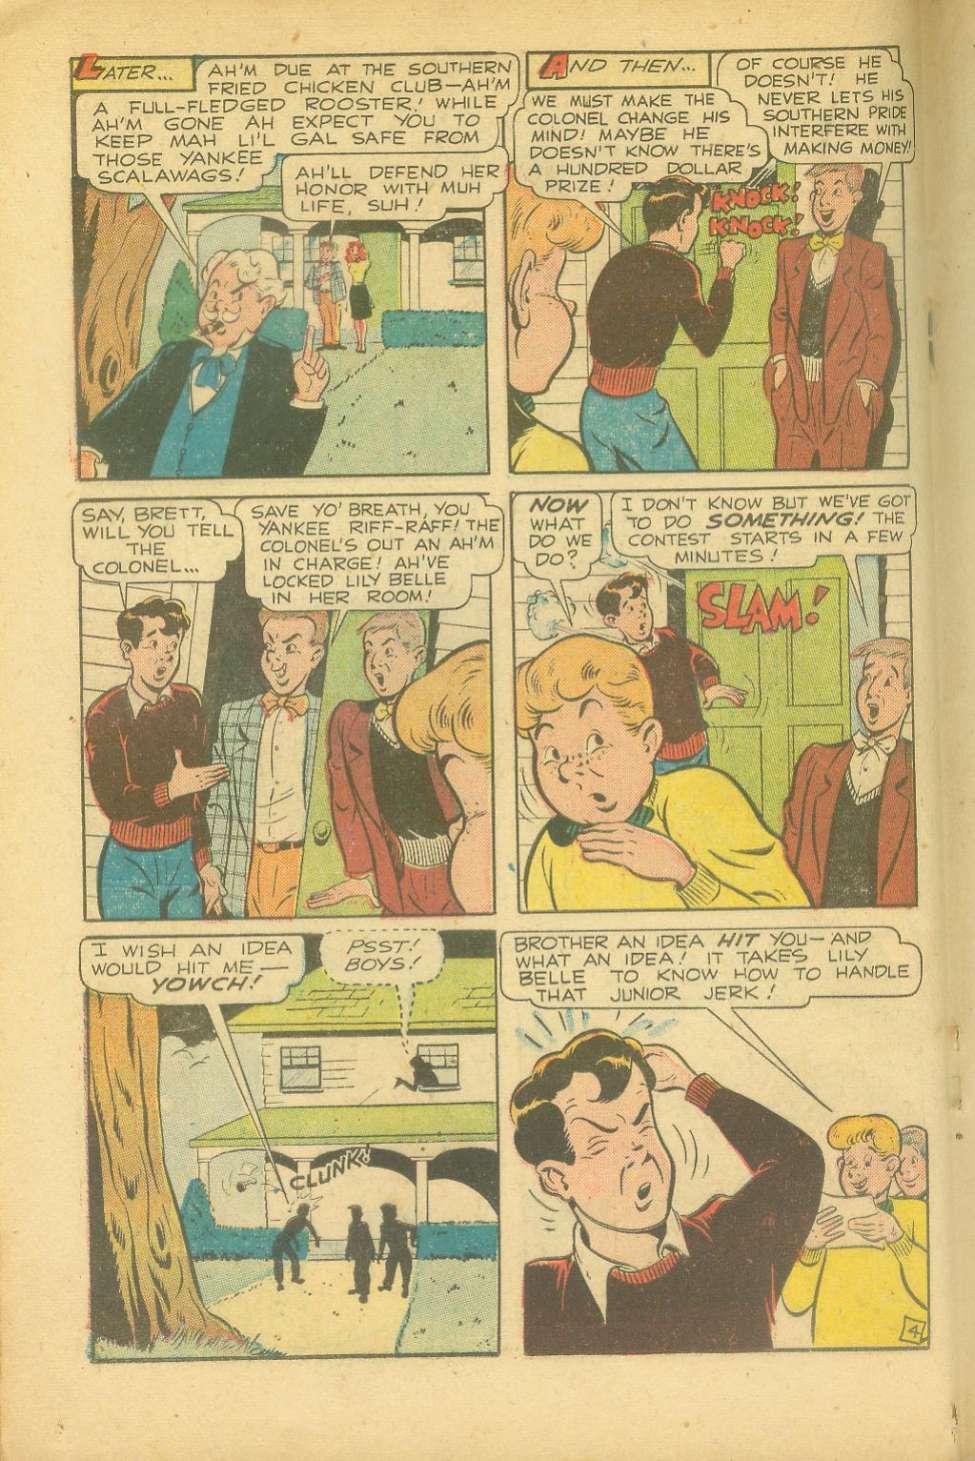 LATER...
AH'M DUE AT THE SOUTHERN
FRIED CHICKEN CLUB—AH'M
A FULL-FLEDGED ROOSTER! WHILE
AH'M GONE AH EXPECT YOU TO
KEEP MAH LI'L GAL SAFE FROM
THOSE YANKEE
SCALAWAGS!
AH'LL DEFEND HER
HONOR WITH MUH
LIFE, SUH!
AND THEN...
WE MUST MAKE THE
COLONEL CHANGE HIS
MIND! MAYBE HE
DOESN'T KNOW THERE'S
A HUNDRED DOLLAR
PRIZE!
OF COURSE HE
DOESN'T! HE
NEVER LETS HIS
SOUTHERN PRIDE
INTERFERE WITH
MAKING MONEY!
KNOCK!
KNOCK!
SAY, BRETT,
WILL YOU TELL
THE
COLONEL...
SAVE YO' BREATH, YOU
YANKEE RIFF-RAFF! THE
COLONEL'S OUT AN AH'M
IN CHARGE! AH'VE
LOCKED LILY BELLE
IN HER ROOM!
NOW
WHAT
DO WE
DO?
I DON'T KNOW BUT WE'VE GOT
TO DO SOMETHING! THE
CONTEST STARTS IN A FEW
MINUTES!
SLAM!
I WISH AN IDEA
WOULD HIT ME—
YOWCH!
PSST!
BOYS!
CLUNK!
BROTHER AN IDEA HIT YOU—AND
WHAT AN IDEA! IT TAKES LILY
BELLE TO KNOW HOW TO HANDLE
THAT JUNIOR JERK!
4